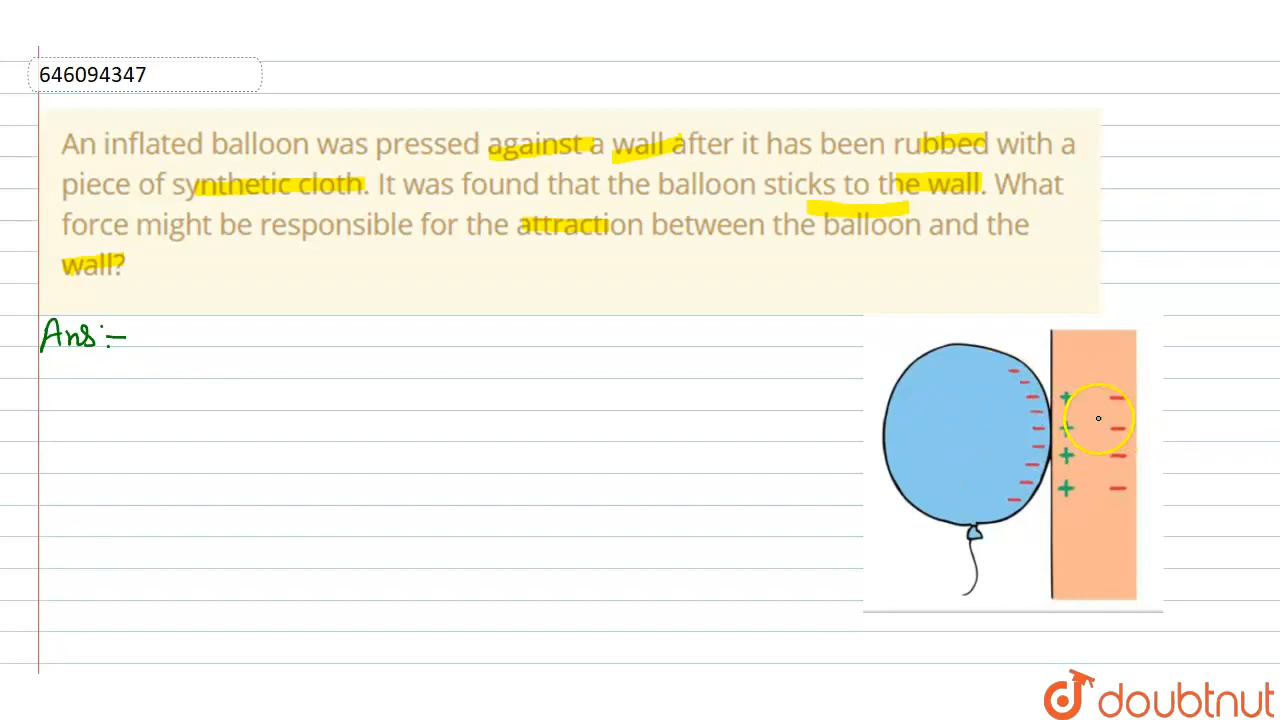 646094347
An inflated balloon was pressed against a wall after it has been rubbed with a
piece of synthetic cloth. It was found that the balloon sticks to the wall. What
force might be responsible for the attraction between the balloon and the
wall?
Ans:-
doubtnut